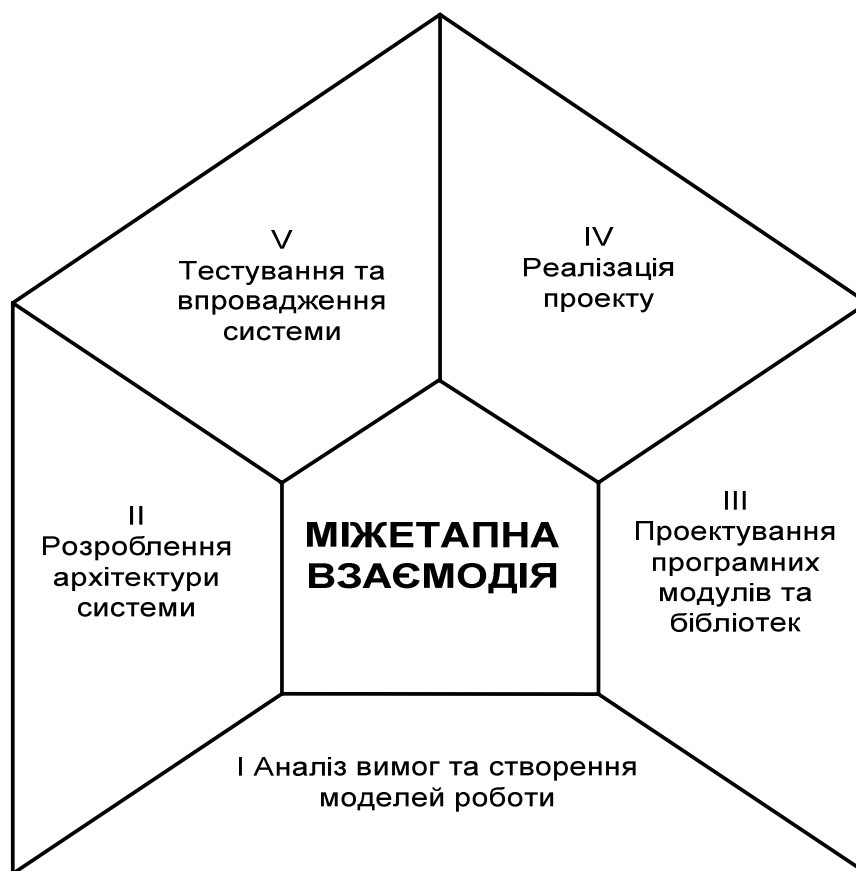 V
Тестування та
впровадження
системи
IV
Реалізація
проекту
II
Розроблення
архітектури
системи
МІЖЕТАПНА
ВЗАЄМОДІЯ
III
Проектування
програмних
модулів та
бібліотек
I Аналіз вимог та створення
моделей роботи